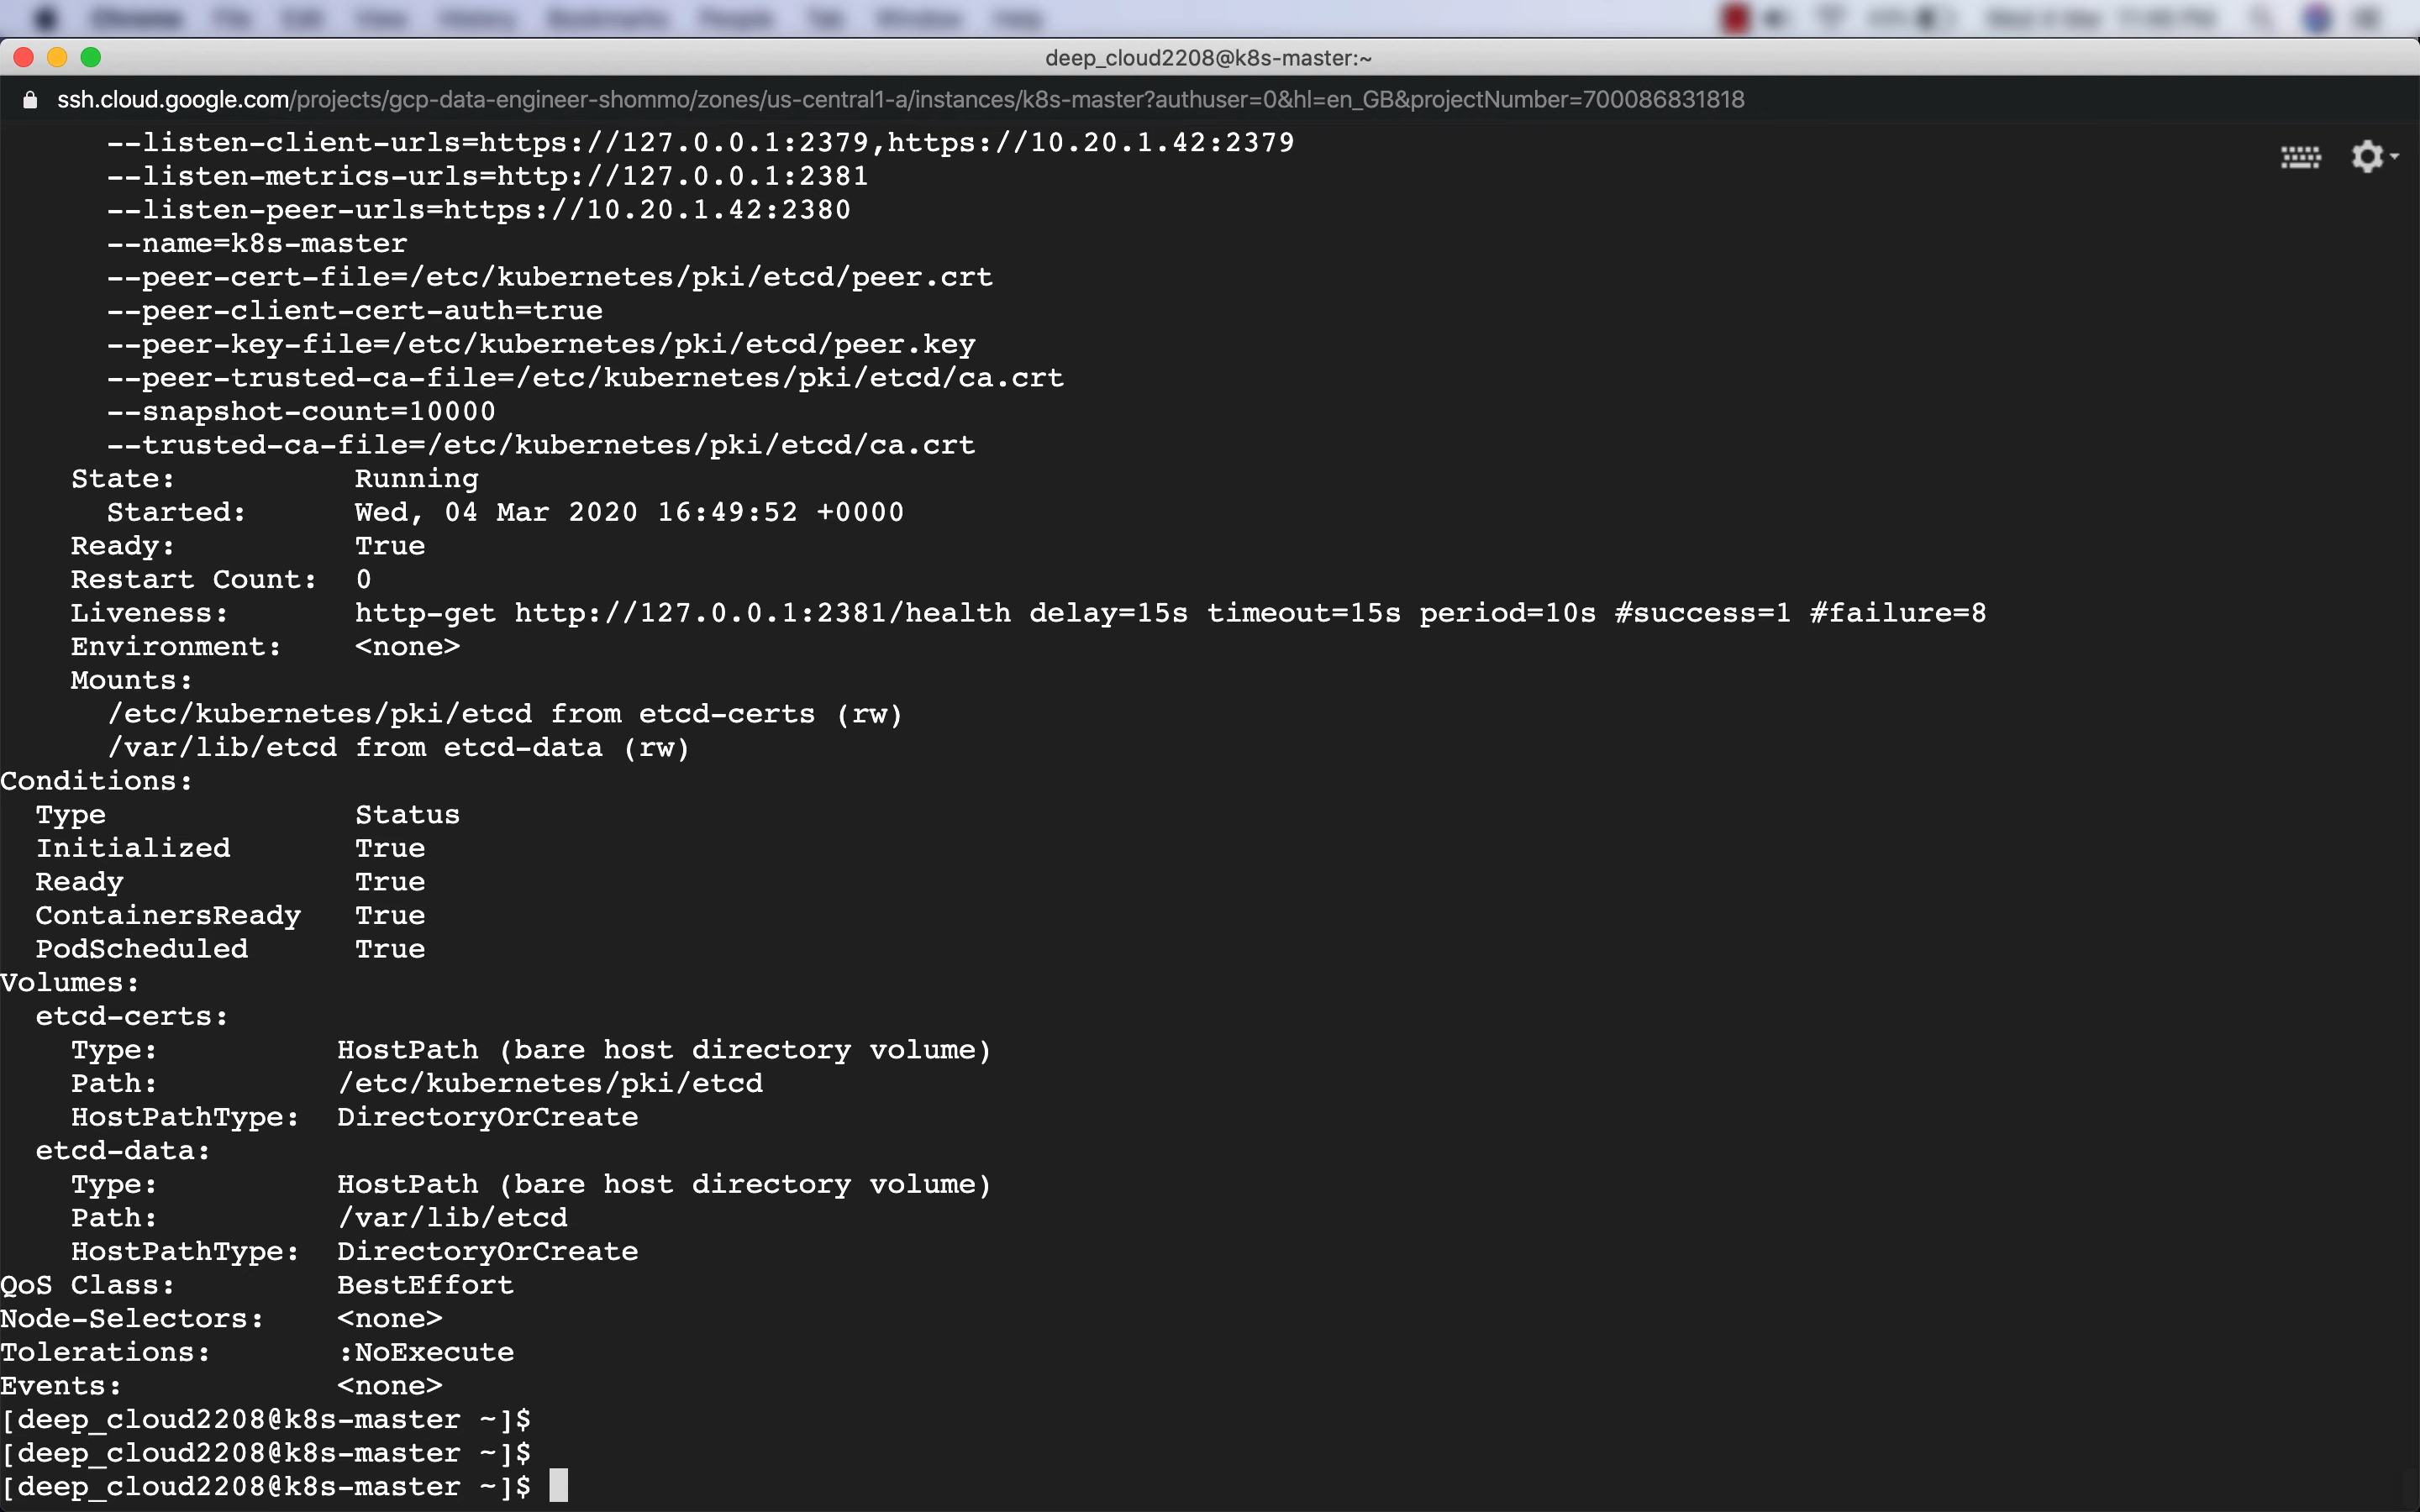 Chrome File Edit View History Bookmarks People Tab Window Help
deep_cloud2208@k8s-master:~
ssh.cloud.google.com/projects/gcp-data-engineer-shommo/zones/us-central1-a/instances/k8s-master?authuser=0&hl=en_GB&projectNumber=700086831818
--listen-client-urls=https://127.0.0.1:2379,https://10.20.1.42:2379
--listen-metrics-urls=http://127.0.0.1:2381
--listen-peer-urls=https://10.20.1.42:2380
--name=k8s-master
--peer-cert-file=/etc/kubernetes/pki/etcd/peer.crt
--peer-client-cert-auth=true
--peer-key-file=/etc/kubernetes/pki/etcd/peer.key
--peer-trusted-ca-file=/etc/kubernetes/pki/etcd/ca.crt
--snapshot-count=10000
--trusted-ca-file=/etc/kubernetes/pki/etcd/ca.crt
State: Running
Started: Wed, 04 Mar 2020 16:49:52 +0000
Ready: True
Restart Count: 0
Liveness: http-get http://127.0.0.1:2381/health delay=15s timeout=15s period=10s #success=1 #failure=8
Environment: <none>
Mounts:
/etc/kubernetes/pki/etcd from etcd-certs (rw)
/var/lib/etcd from etcd-data (rw)
Conditions:
Type Status
Initialized True
Ready True
ContainersReady True
PodScheduled True
Volumes:
etcd-certs:
Type: HostPath (bare host directory volume)
Path: /etc/kubernetes/pki/etcd
HostPathType: DirectoryOrCreate
etcd-data:
Type: HostPath (bare host directory volume)
Path: /var/lib/etcd
HostPathType: DirectoryOrCreate
QoS Class: BestEffort
Node-Selectors: <none>
Tolerations: :NoExecute
Events: <none>
[deep_cloud2208@k8s-master ~]$
[deep_cloud2208@k8s-master ~]$
[deep_cloud2208@k8s-master ~]$